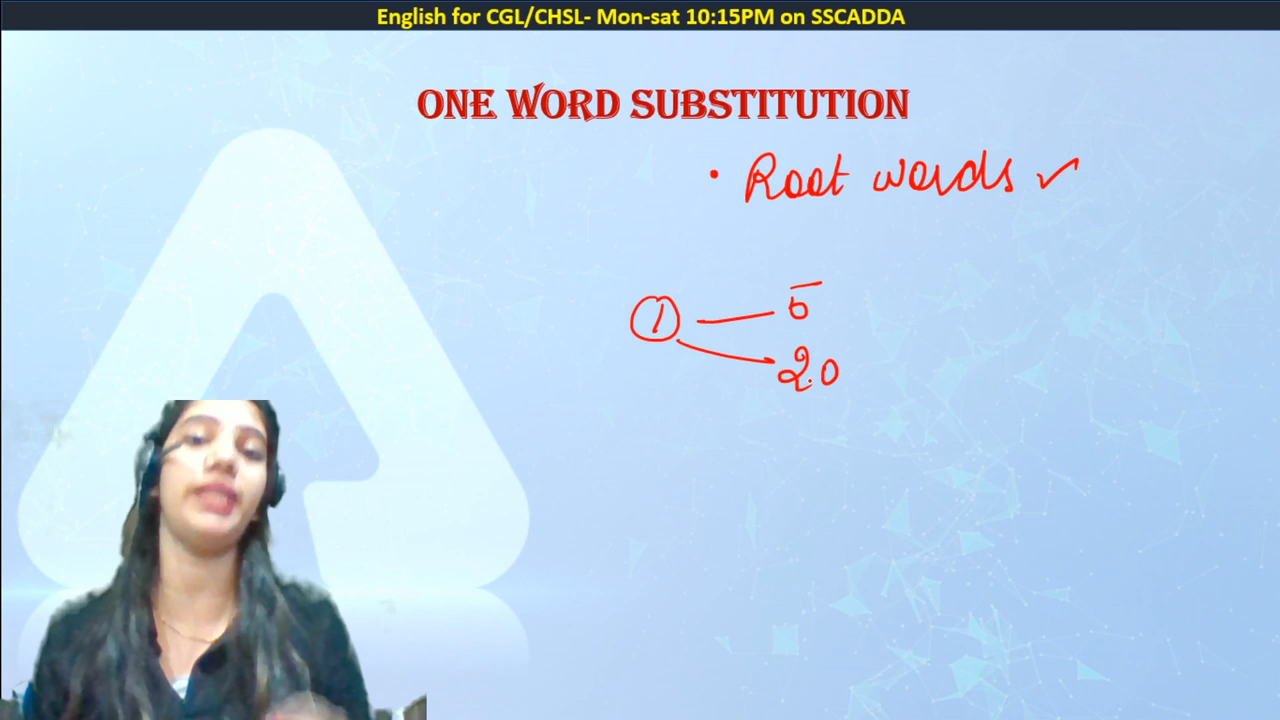 English for CGL/CHSL- Mon-sat 10:15PM on SSCADDA
ONE WORD SUBSTITUTION
• Root words ✓
1 — 5
20